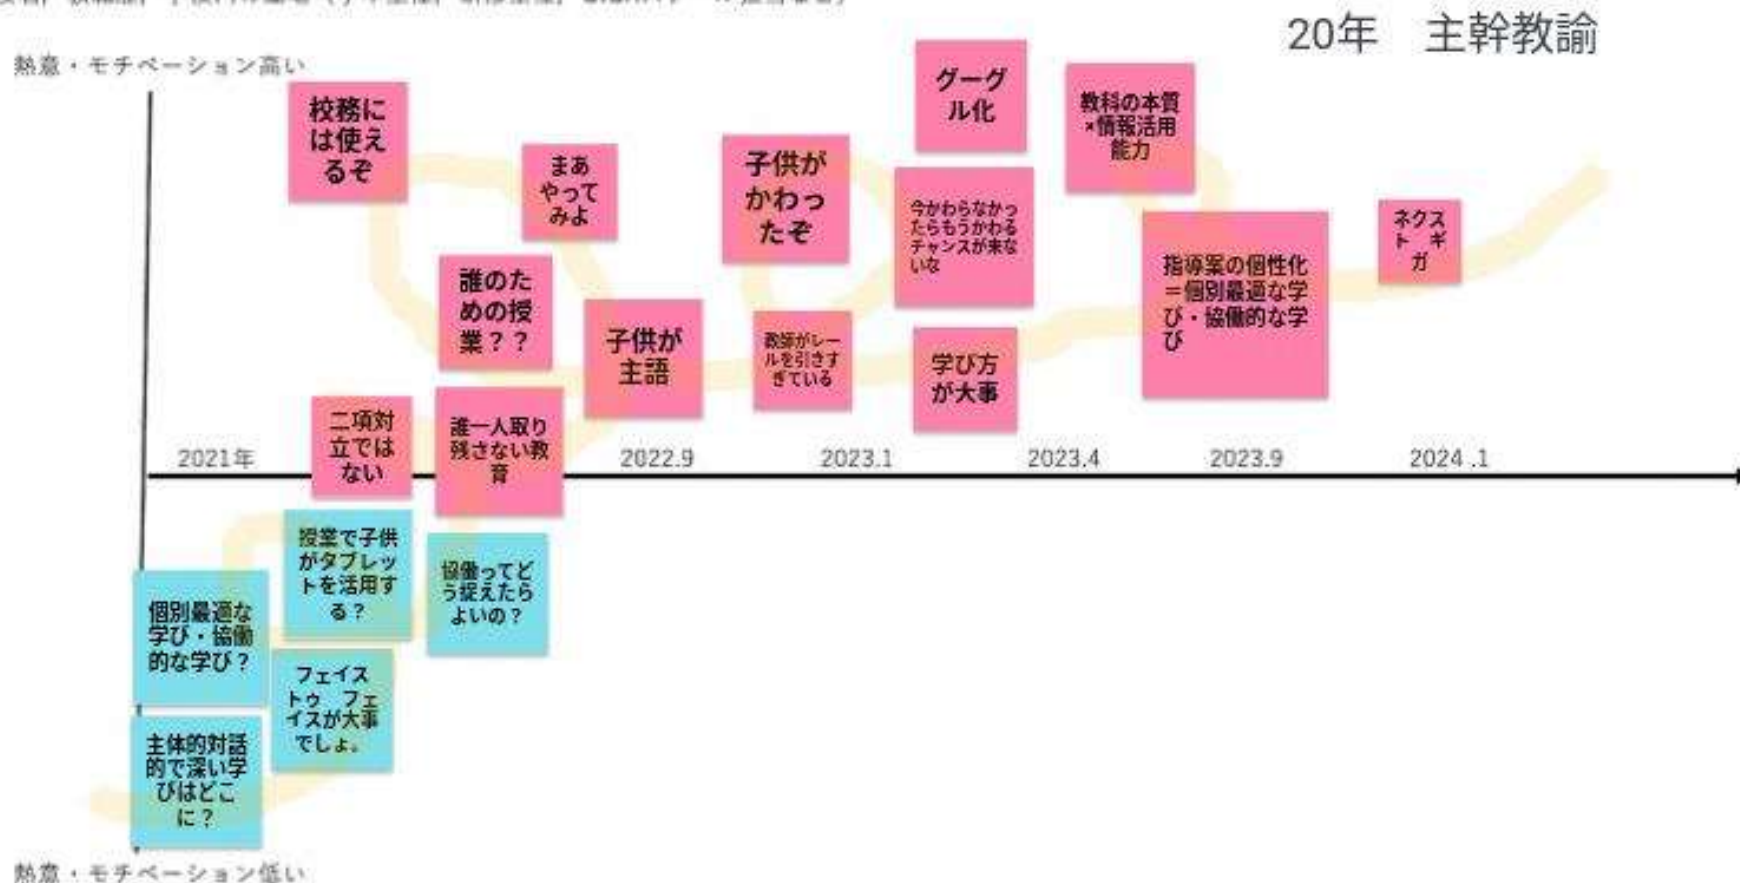 20年　主幹教諭
熱意・モチベーション高い
校務に
は使え
るぞ
まあ
やって
みよ
誰のた
めの授
業？？
子供が
主語
二項対
立では
ない
誰一人取り
残さない教
育
子供が
かわっ
たぞ
教師がレー
ルを引きす
ぎている
グーグ
ル化
今かわらなかっ
たらもうかわる
チャンスが来な
いな
学び方
が大事
教科の本質
×情報活用
能力
指導案の個性化
＝個別最適な学
び・協働的な学
び
ネクス
ト　ギ
ガ
2021年
2022.9
2023.1
2023.4
2023.9
2024 .1
授業で子供
がタブレッ
トを活用す
る？
協働ってど
う捉えたら
よいの？
個別最適な
学び・協働
的な学び？
フェイス
トゥ　フェ
イスが大事
でしょ。
主体的対話
的で深い学
びはどこ
に？
熱意・モチベーション低い